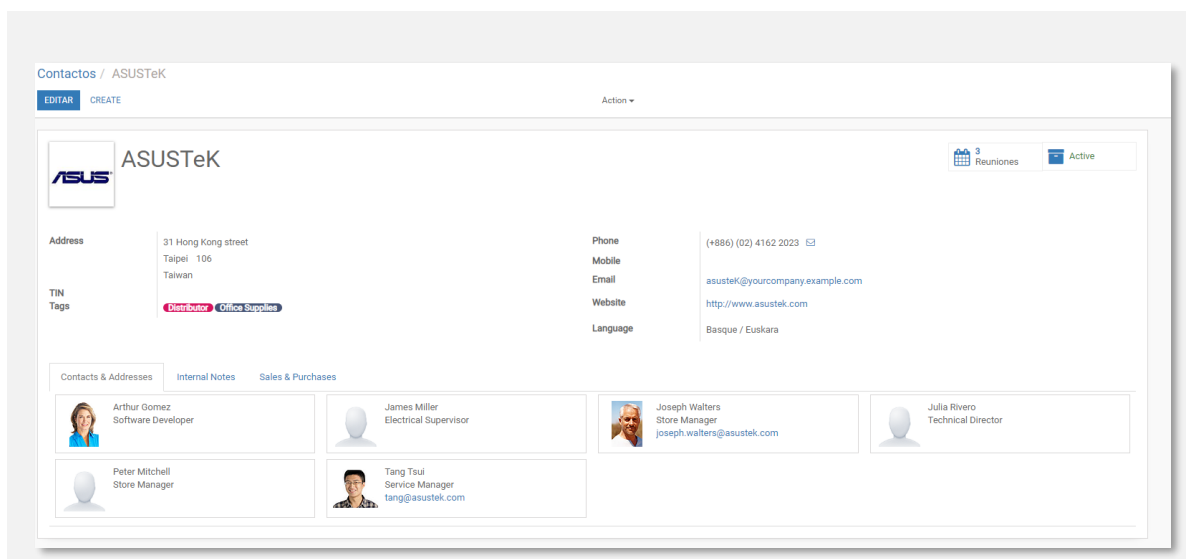 Contactos / ASUSTeK
EDITAR CREATE Action
ASUS
ASUSTeK
3
Reuniones
Active
Address 31 Hong Kong street
Taipei 106
Taiwan
TIN
Tags Distributor Office Supplies
Phone (+886) (02) 4162 2023
Mobile
Email asusteK@yourcompany.example.com
Website http://www.asustek.com
Language Basque / Euskara
Contacts & Addresses Internal Notes Sales & Purchases
Arthur Gomez
Software Developer
James Miller
Electrical Supervisor
Joseph Walters
Store Manager
joseph.walters@asustek.com
Julia Rivero
Technical Director
Peter Mitchell
Store Manager
Tang Tsui
Service Manager
tang@asustek.com